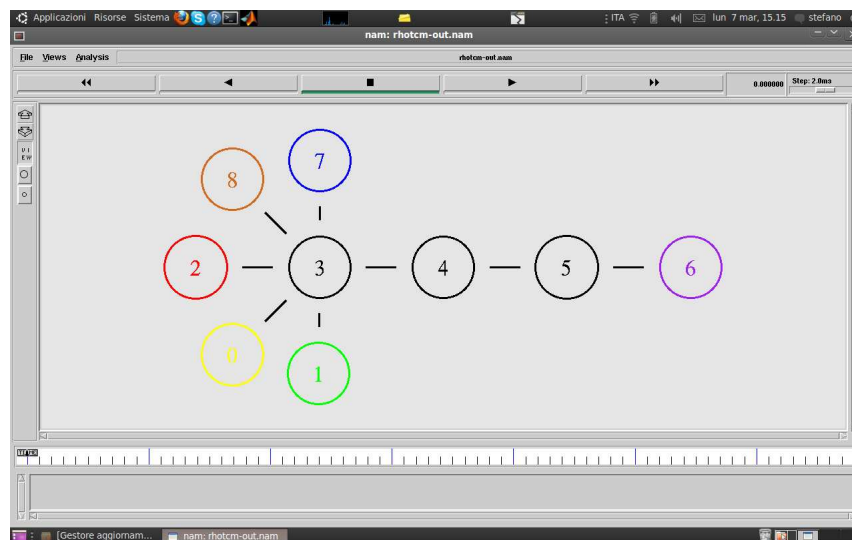 Applicazioni Risorse Sistema ITA lun 7 mar, 15.15 stefano
nam: rhotcm-out.nam
File Views Analysis rhotcm-out.nam
0.000000 Step: 2.0ms
VI
EW
7
8
2 3 4 5 6
0
1
[Gestore aggiornam... nam: rhotcm-out.nam